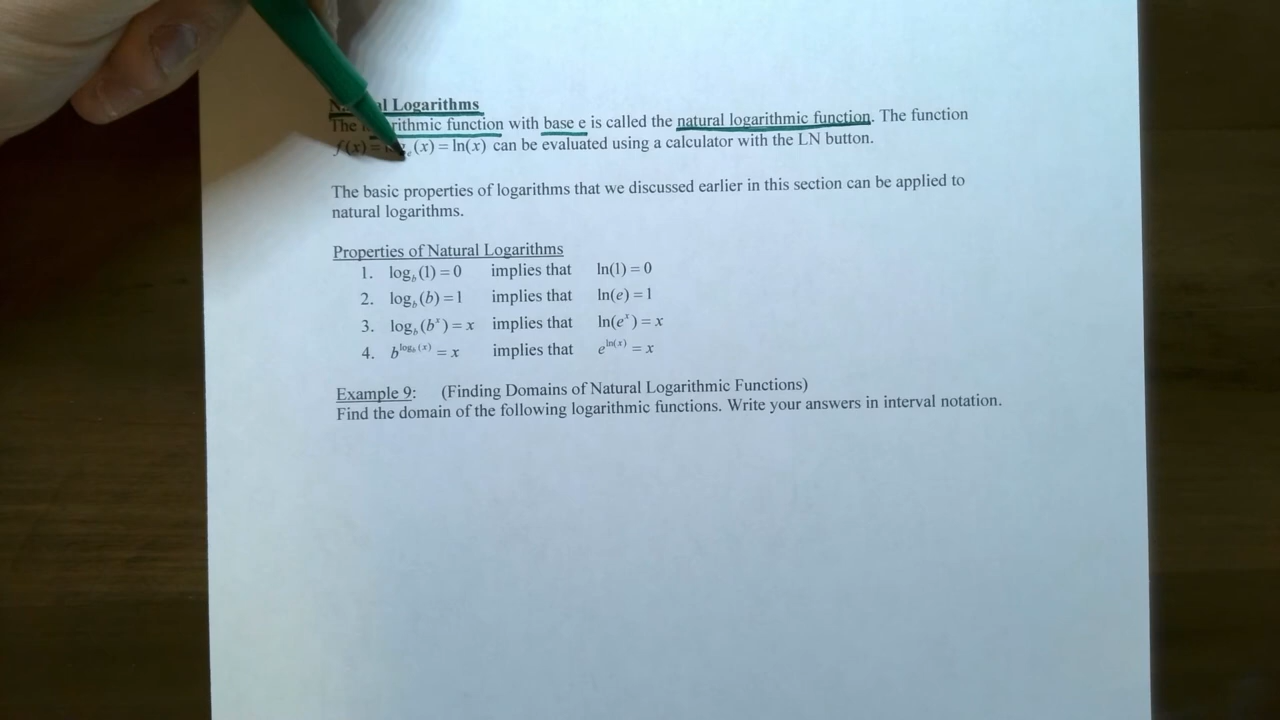 Logarithms
The function with base e is called the natural logarithmic function. The function
f(x) = (x) = ln(x) can be evaluated using a calculator with the LN button.
The basic properties of logarithms that we discussed earlier in this section can be applied to
natural logarithms.
Properties of Natural Logarithms
1. log_b(1) = 0 implies that ln(1) = 0
2. log_b(b) = 1 implies that ln(e) = 1
3. log_b(b^x) = x implies that ln(e^x) = x
4. b^{log_b(x)} = x implies that e^{ln(x)} = x
Example 9: (Finding Domains of Natural Logarithmic Functions)
Find the domain of the following logarithmic functions. Write your answers in interval notation.